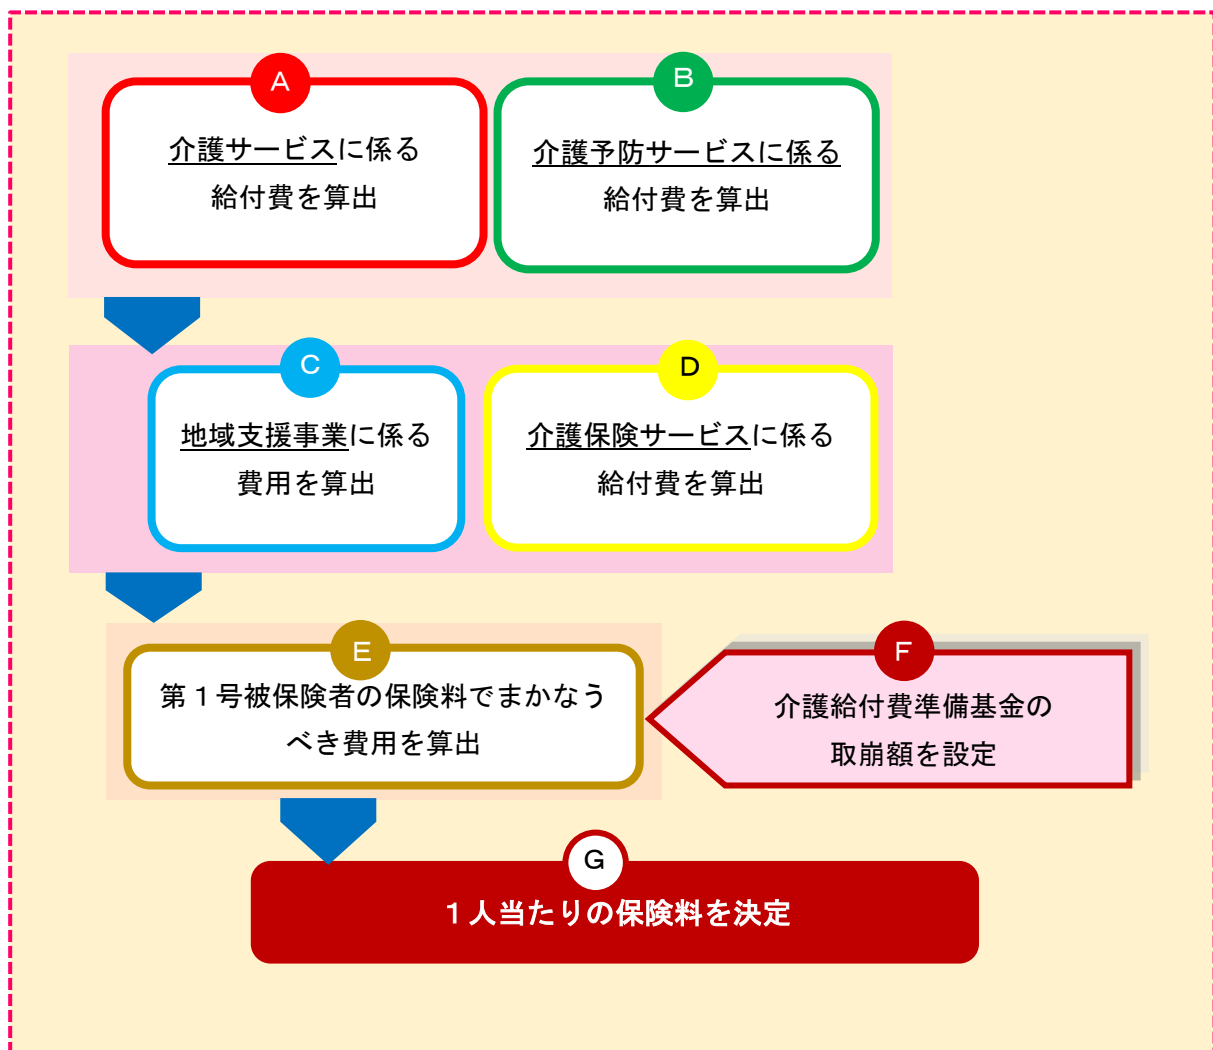 A
介護サービスに係る
給付費を算出
B
介護予防サービスに係る
給付費を算出
C
地域支援事業に係る
費用を算出
D
介護保険サービスに係る
給付費を算出
E
第1号被保険者の保険料でまかなう
べき費用を算出
F
介護給付費準備基金の
取崩額を設定
G
1人当たりの保険料を決定